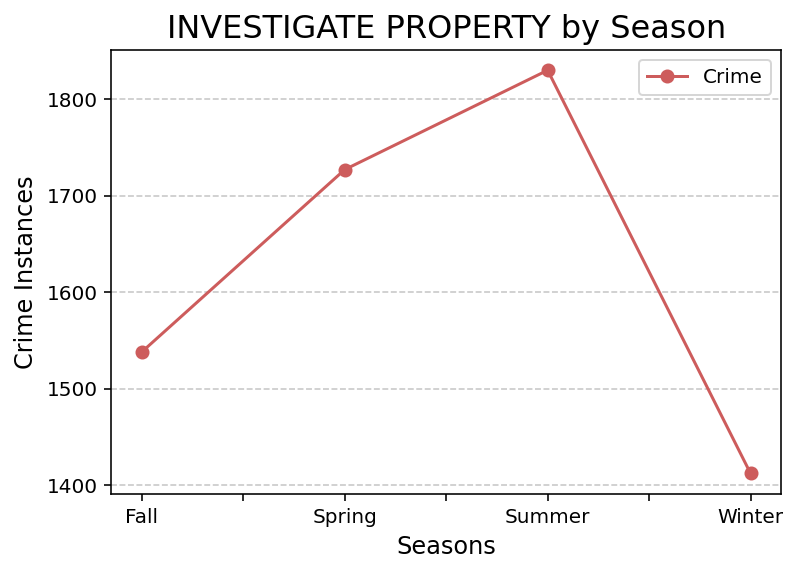 INVESTIGATE PROPERTY by Season
Crime
1800
1700
1600
1500
1400
Crime Instances
Fall
Spring
Summer
Winter
Seasons